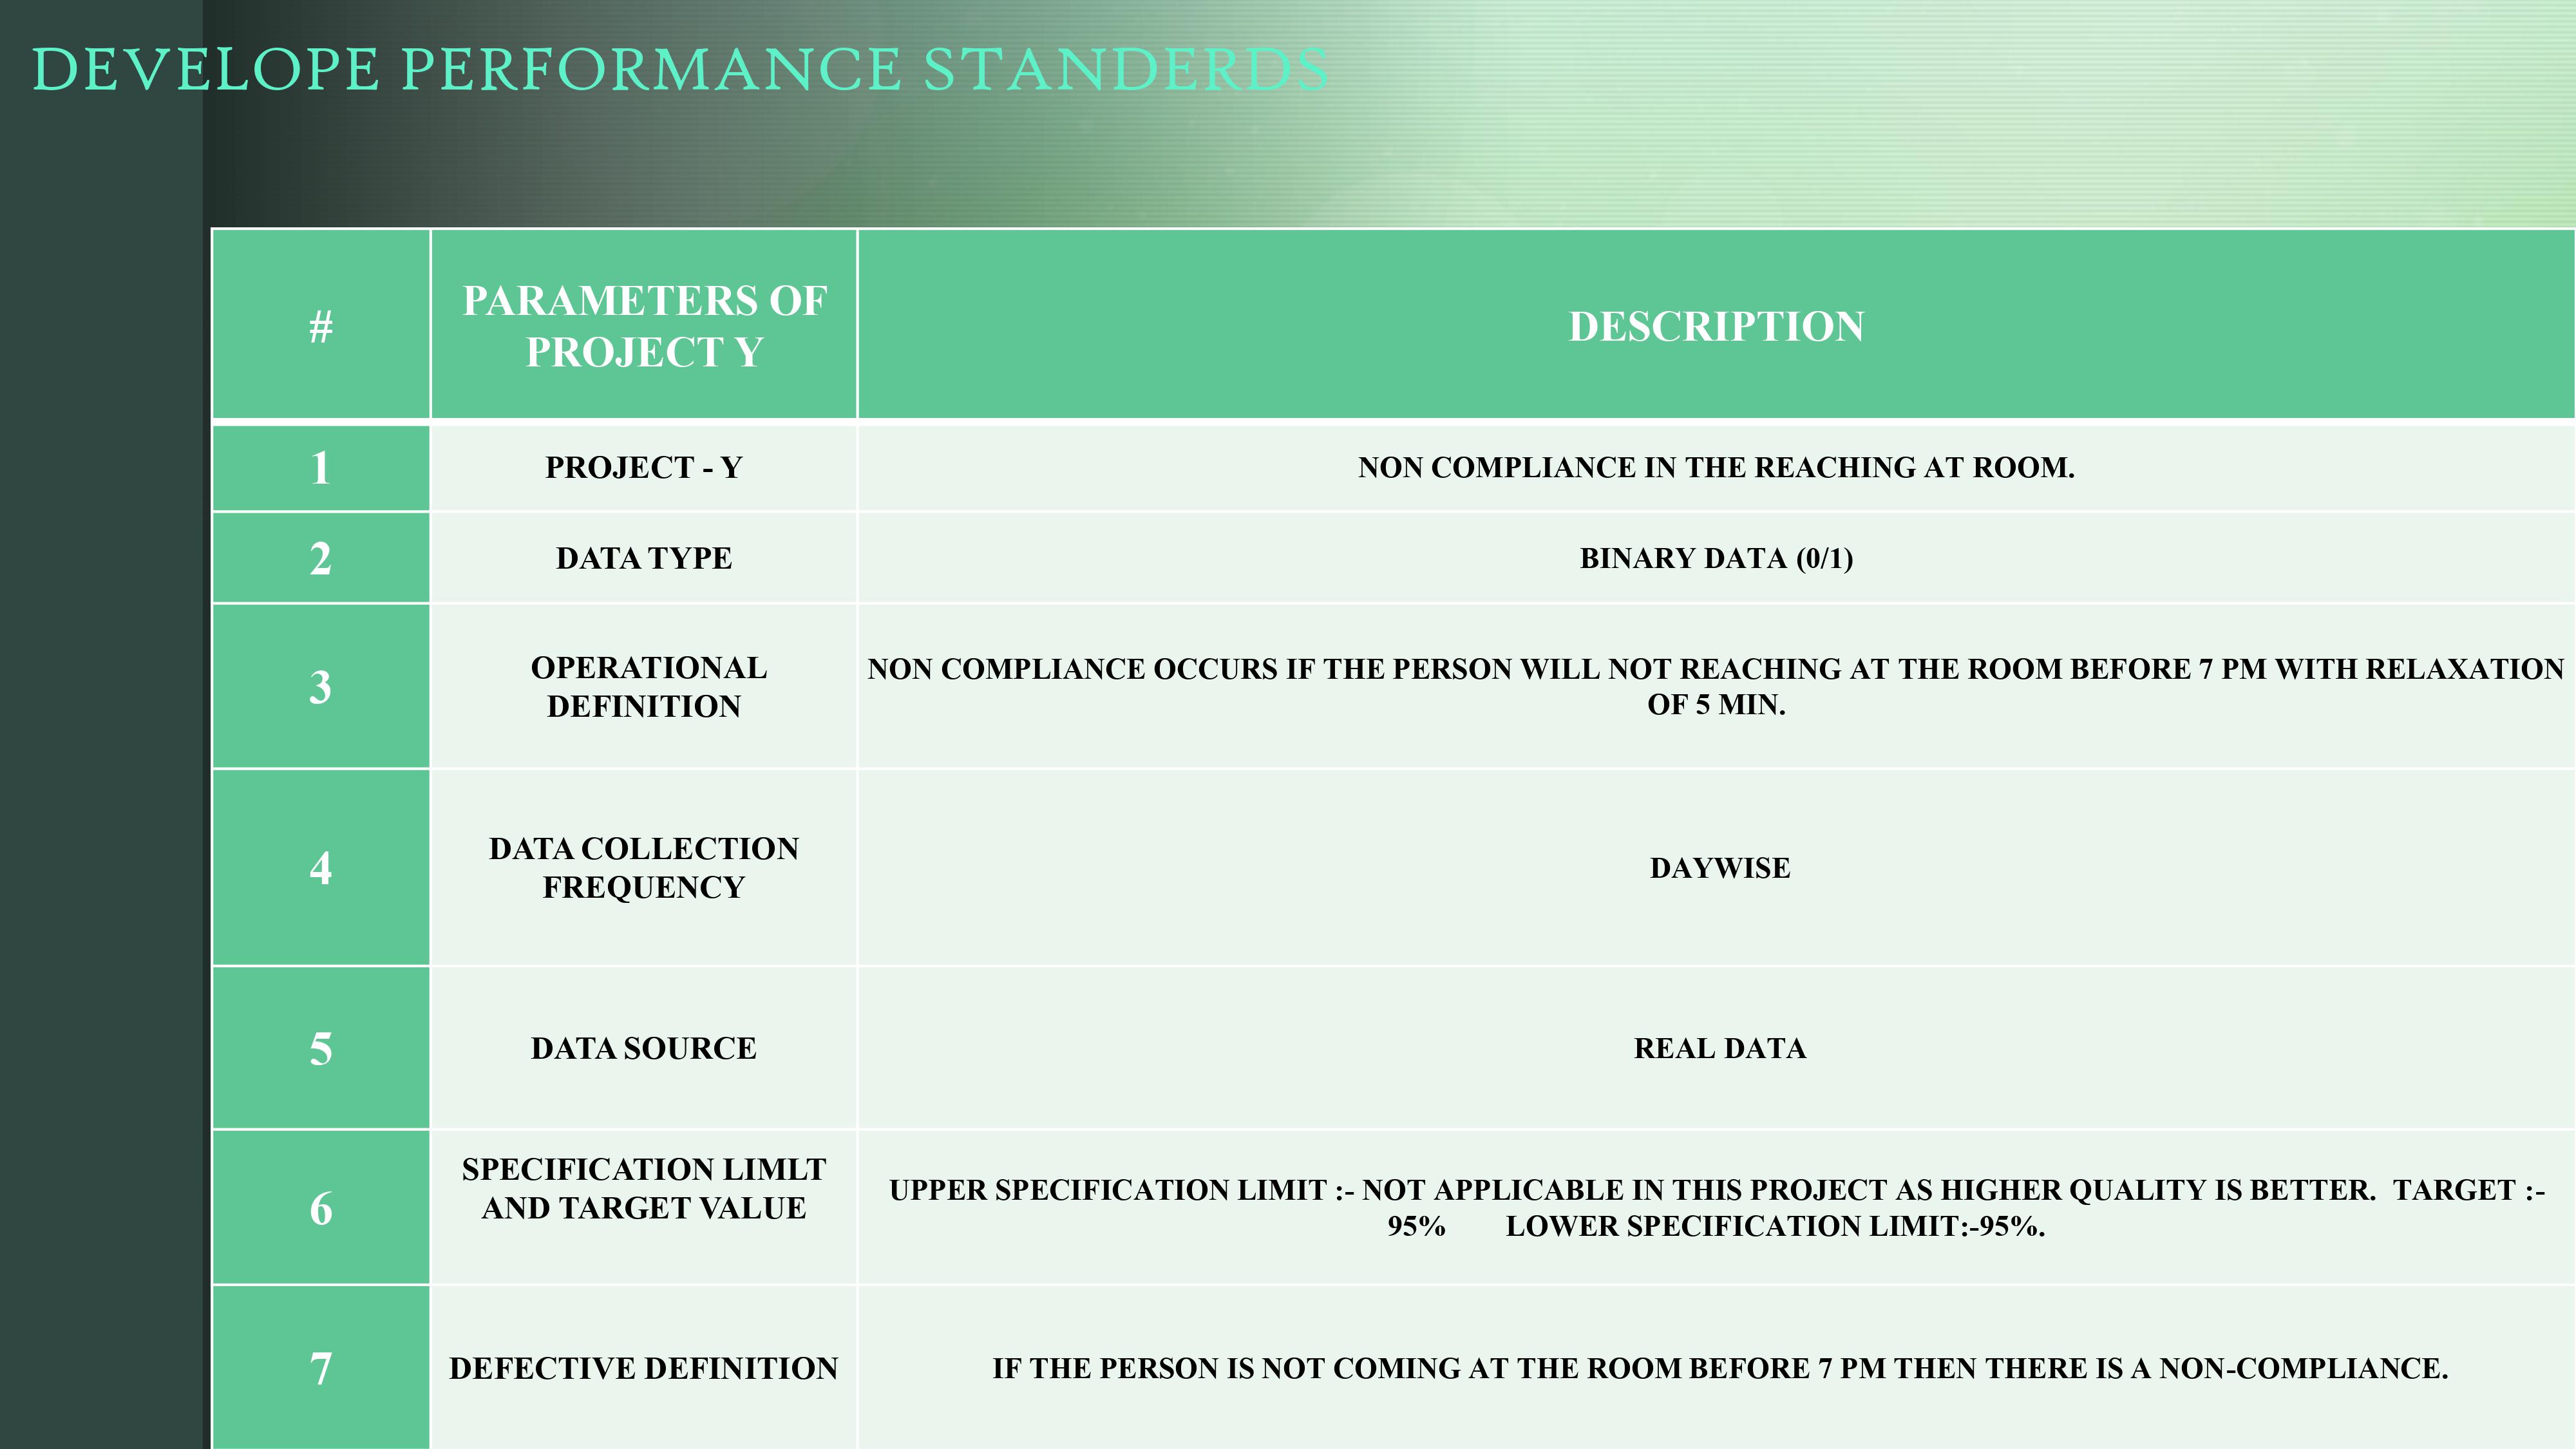 DEVELOPE PERFORMANCE STANDERDS
#
PARAMETERS OF
PROJECT Y
DESCRIPTION
1
PROJECT - Y
NON COMPLIANCE IN THE REACHING AT ROOM.
2
DATA TYPE
BINARY DATA (0/1)
3
OPERATIONAL
DEFINITION
NON COMPLIANCE OCCURS IF THE PERSON WILL NOT REACHING AT THE ROOM BEFORE 7 PM WITH RELAXATION
OF 5 MIN.
4
DATA COLLECTION
FREQUENCY
DAYWISE
5
DATA SOURCE
REAL DATA
6
SPECIFICATION LIMLT
AND TARGET VALUE
UPPER SPECIFICATION LIMIT :- NOT APPLICABLE IN THIS PROJECT AS HIGHER QUALITY IS BETTER. TARGET :-
95% LOWER SPECIFICATION LIMIT:-95%.
7
DEFECTIVE DEFINITION
IF THE PERSON IS NOT COMING AT THE ROOM BEFORE 7 PM THEN THERE IS A NON-COMPLIANCE.